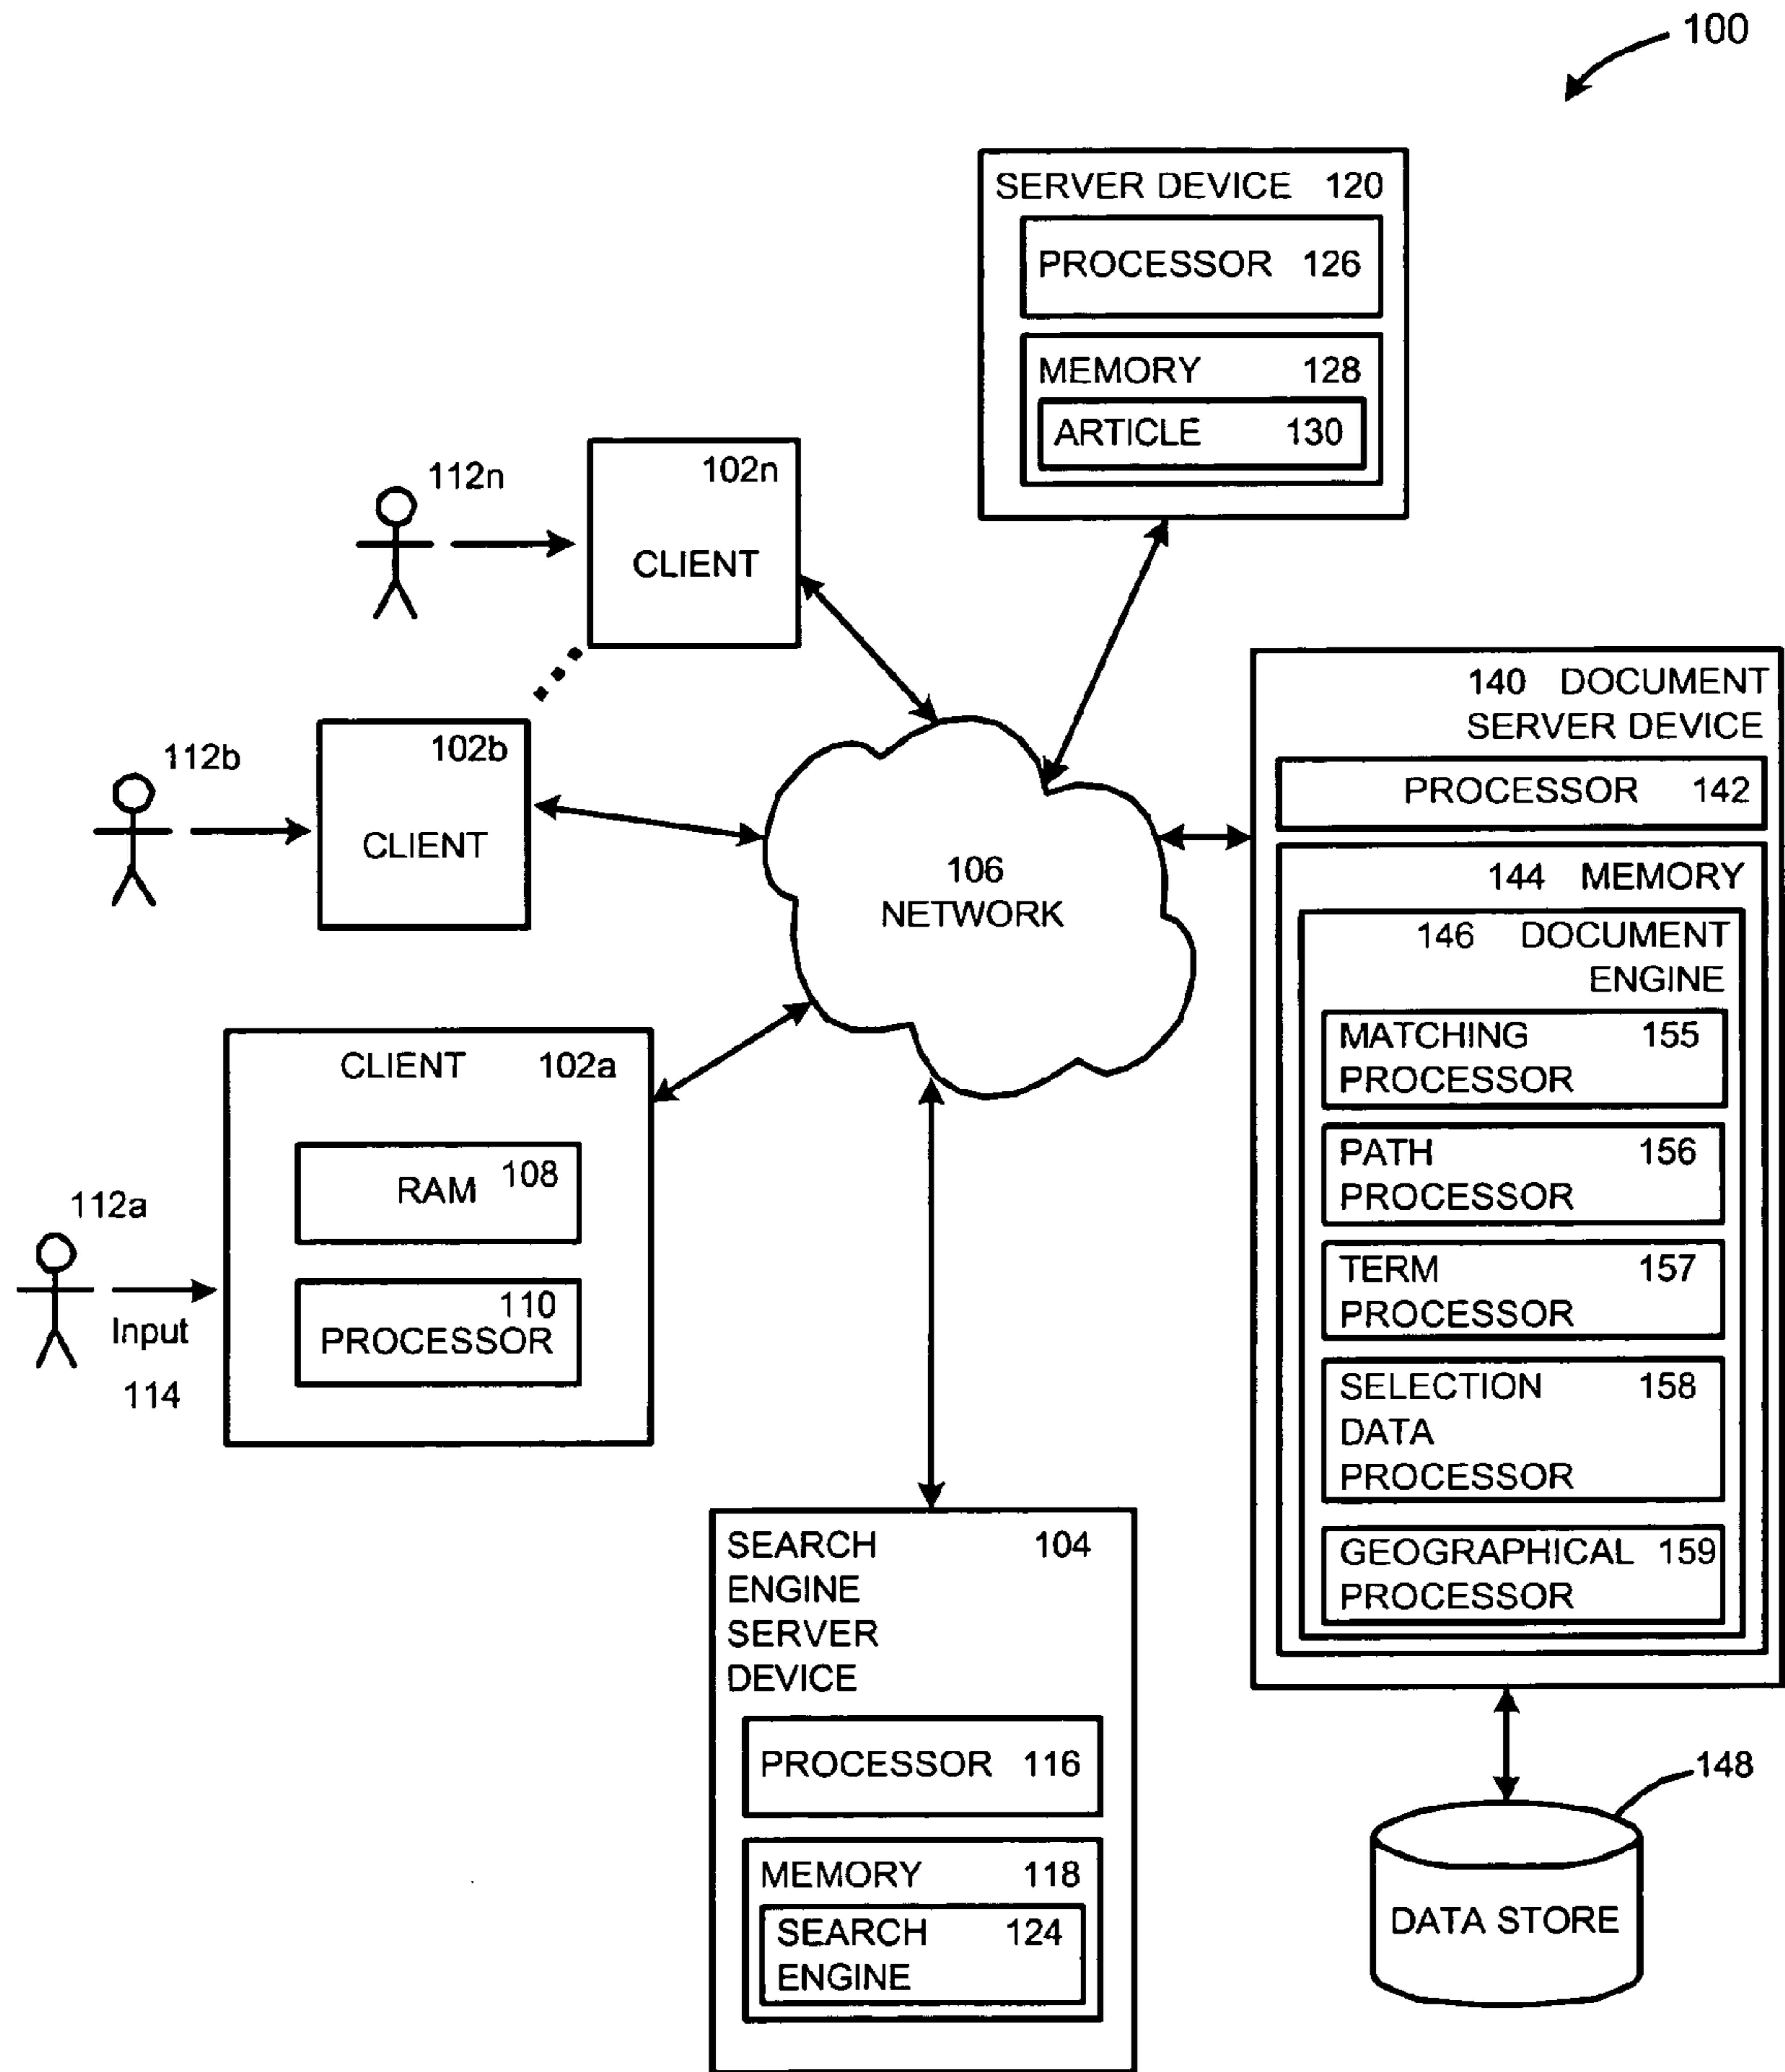 100
SERVER DEVICE 120
PROCESSOR 126
MEMORY 128
ARTICLE 130
112n
102n
CLIENT
112b
102b
CLIENT
106
NETWORK
140 DOCUMENT
SERVER DEVICE
PROCESSOR 142
144 MEMORY
146 DOCUMENT
ENGINE
MATCHING 155
PROCESSOR
PATH 156
PROCESSOR
TERM 157
PROCESSOR
SELECTION 158
DATA
PROCESSOR
GEOGRAPHICAL 159
PROCESSOR
CLIENT 102a
RAM 108
110
PROCESSOR
112a
Input
114
SEARCH 104
ENGINE
SERVER
DEVICE
PROCESSOR 116
MEMORY 118
SEARCH 124
ENGINE
148
DATA STORE